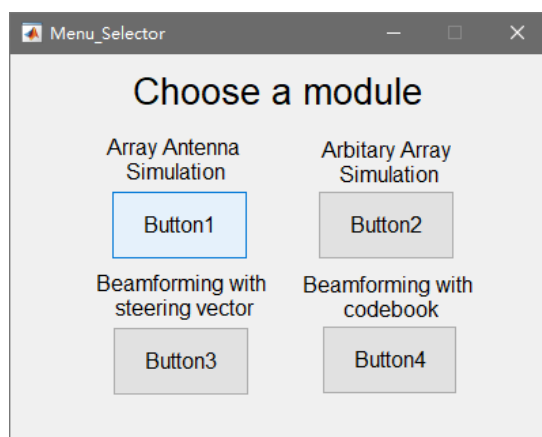 Menu_Selector
Choose a module
Array Antenna
Simulation
Arbitary Array
Simulation
Button1
Button2
Beamforming with
steering vector
Beamforming with
codebook
Button3
Button4